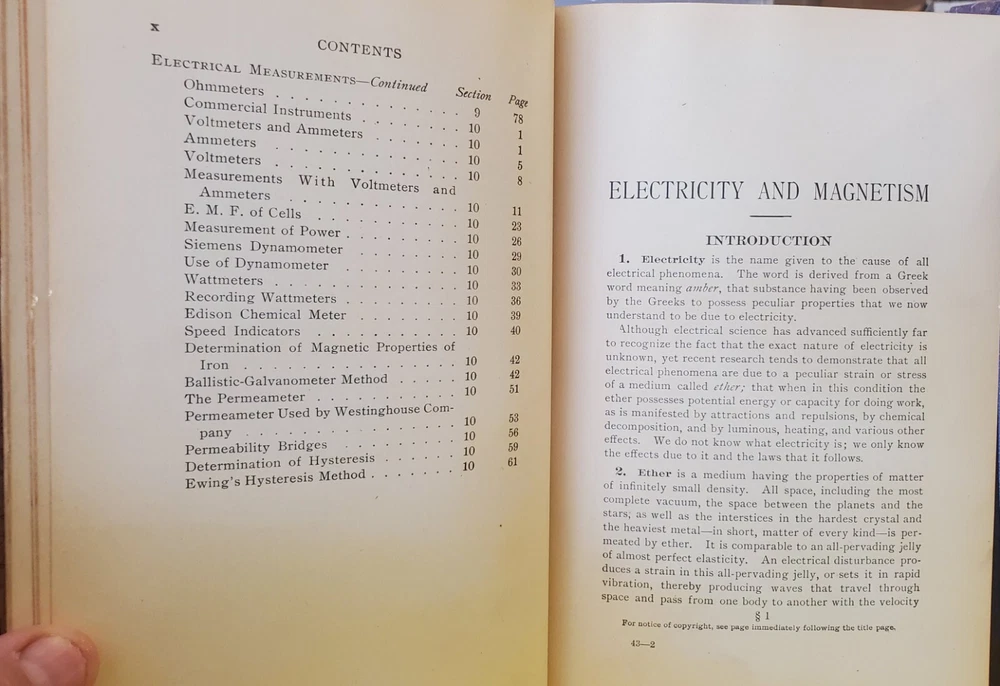 x
CONTENTS
ELECTRICAL MEASUREMENTS—Continued Section Page
Ohmmeters . . . . . . . . . . . . 9 78
Commercial Instruments . . . . . . . 10 1
Voltmeters and Ammeters . . . . . . . 10 1
Ammeters . . . . . . . . . . . . 10 5
Voltmeters . . . . . . . . . . . . 10 8
Measurements With Voltmeters and
Ammeters . . . . . . . . . . . . 10 11
E. M. F. of Cells . . . . . . . . . . 10 23
Measurement of Power . . . . . . . . 10 26
Siemens Dynamometer . . . . . . . . 10 29
Use of Dynamometer . . . . . . . . 10 30
Wattmeters . . . . . . . . . . . . 10 33
Recording Wattmeters . . . . . . . . 10 36
Edison Chemical Meter . . . . . . . 10 39
Speed Indicators . . . . . . . . . . 10 40
Determination of Magnetic Properties of
Iron . . . . . . . . . . . . . . 10 42
Ballistic-Galvanometer Method . . . . . 10 42
The Permeameter . . . . . . . . . . 10 51
Permeameter Used by Westinghouse Com-
pany . . . . . . . . . . . . . . 10 53
Permeability Bridges . . . . . . . . 10 56
Determination of Hysteresis . . . . . . 10 59
Ewing's Hysteresis Method . . . . . . 10 61
ELECTRICITY AND MAGNETISM
INTRODUCTION
1. Electricity is the name given to the cause of all
electrical phenomena. The word is derived from a Greek
word meaning amber, that substance having been observed
by the Greeks to possess peculiar properties that we now
understand to be due to electricity.
Although electrical science has advanced sufficiently far
to recognize the fact that the exact nature of electricity is
unknown, yet recent research tends to demonstrate that all
electrical phenomena are due to a peculiar strain or stress
of a medium called ether; that when in this condition the
ether possesses potential energy or capacity for doing work,
as is manifested by attractions and repulsions, by chemical
decomposition, and by luminous, heating, and various other
effects. We do not know what electricity is; we only know
the effects due to it and the laws that it follows.
2. Ether is a medium having the properties of matter
of infinitely small density. All space, including the most
complete vacuum, the space between the planets and the
stars, as well as the interstices in the hardest crystal and
the heaviest metal—in short, matter of every kind—is per-
meated by ether. It is comparable to an all-pervading jelly
of almost perfect elasticity. An electrical disturbance pro-
duces a strain in this all-pervading jelly, or sets it in rapid
vibration, thereby producing waves that travel through
space and pass from one body to another with the velocity
§ 1
For notice of copyright, see page immediately following the title page.
43—2